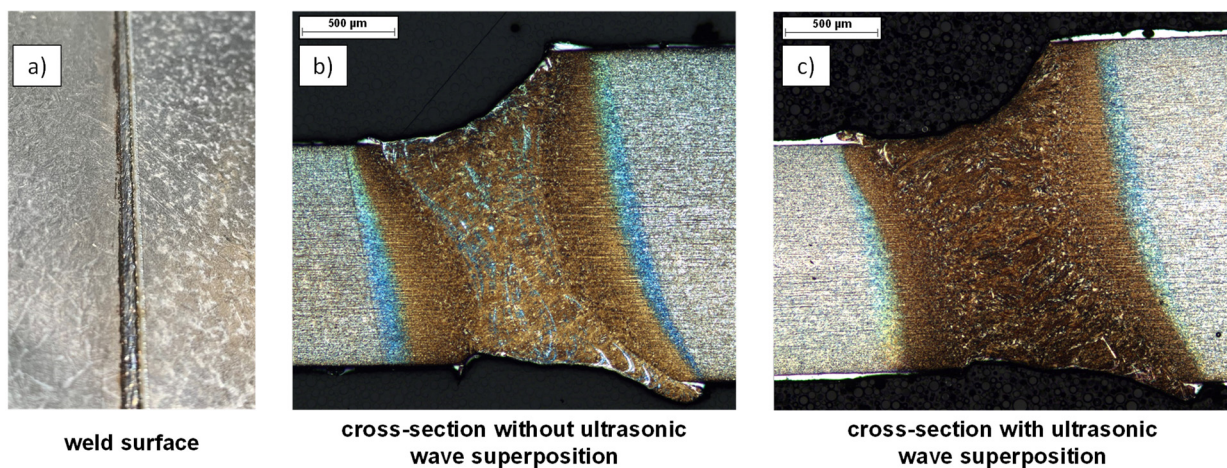 a)
500 µm
b)
500 µm
c)
weld surface
cross-section without ultrasonic
wave superposition
cross-section with ultrasonic
wave superposition